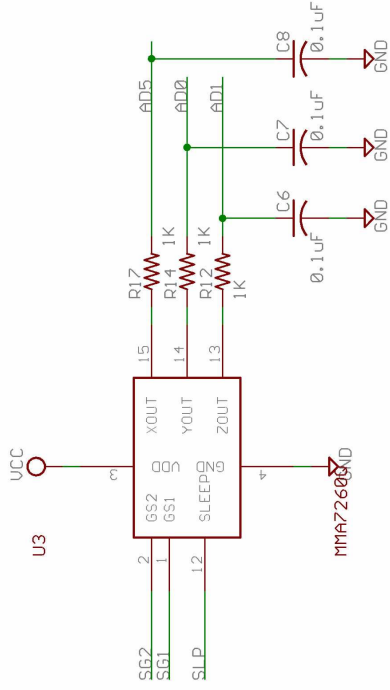 C8
0.1uF
GND
AD5
AD0
AD1
C7
0.1uF
GND
C6
0.1uF
GND
R17
1K
R14
1K
R12
1K
15
14
13
XOUT
YOUT
ZOUT
VCC
3
VDD
GND
4
GND
GS2
GS1
SLEEP
U3
MMA7260Q
2
1
12
SG2
SG1
SLP